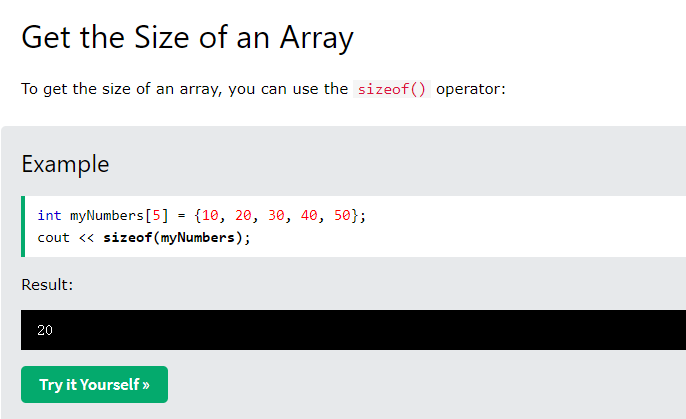 Get the Size of an Array
To get the size of an array, you can use the sizeof() operator:
Example
int myNumbers[5] = {10, 20, 30, 40, 50};
cout << sizeof(myNumbers);
Result:
20
Try it Yourself »